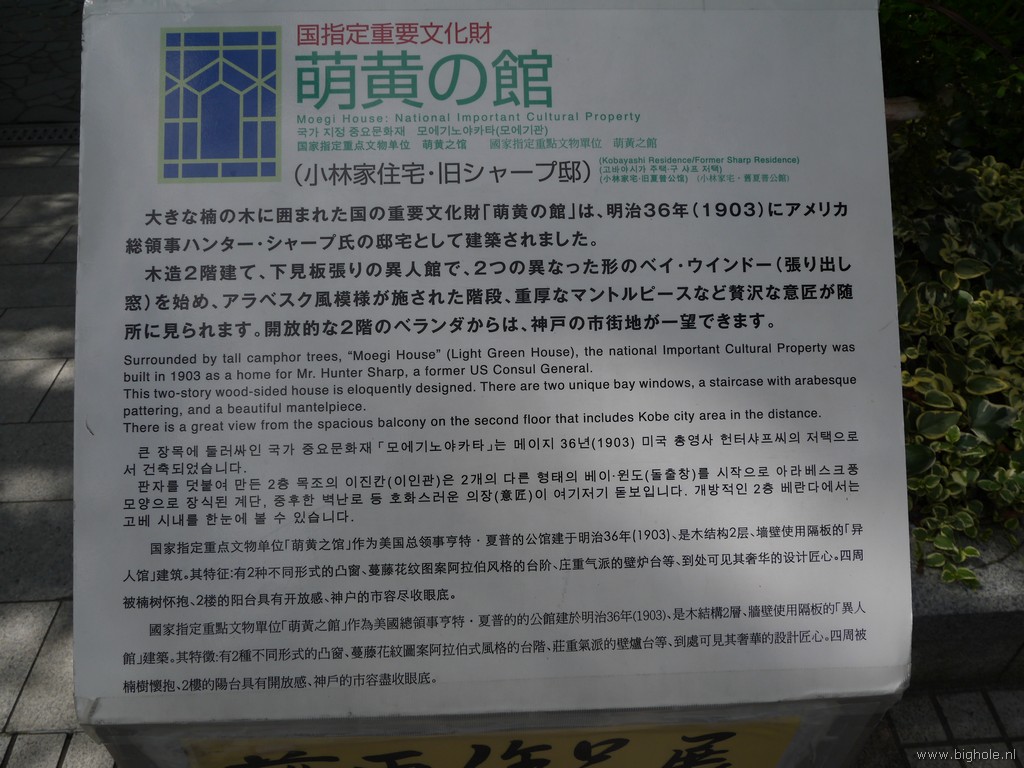 国指定重要文化財
萌黄の館
Moegi House: National Important Cultural Property
국가 지정 중요문화재 모에기노야카타(모에기관)
国家指定重点文物单位 萌黄之馆 國家指定重點文物單位 萌黃之館
(小林家住宅・旧シャープ邸)
(Kobayashi Residence/Former Sharp Residence)
(고바야시가 주택·구 샤프 저택)
(小林家宅·旧夏普公馆) (小林家宅・舊夏普公館)
大きな楠の木に囲まれた国の重要文化財「萌黄の館」は、明治36年(1903)にアメリカ
総領事ハンター・シャープ氏の邸宅として建築されました。
木造2階建て、下見板張りの異人館で、2つの異なった形のベイ・ウインドー(張り出し
窓)を始め、アラベスク風模様が施された階段、重厚なマントルピースなど贅沢な意匠が随
所に見られます。開放的な2階のベランダからは、神戸の市街地が一望できます。
Surrounded by tall camphor trees, “Moegi House” (Light Green House), the national Important Cultural Property was
built in 1903 as a home for Mr. Hunter Sharp, a former US Consul General.
This two-story wood-sided house is eloquently designed. There are two unique bay windows, a staircase with arabesque
pattering, and a beautiful mantelpiece.
There is a great view from the spacious balcony on the second floor that includes Kobe city area in the distance.
큰 장목에 둘러싸인 국가 중요문화재「모에기노야카타」는 메이지 36년(1903) 미국 총영사 헌터샤프씨의 저택으로
서 건축되었습니다.
판자를 덧붙여 만든 2층 목조의 이진칸(이인관)은 2개의 다른 형태의 베이·윈도(돌출창)를 시작으로 아라베스크풍
모양으로 장식된 계단, 중후한 벽난로 등 호화스러운 의장(意匠)이 여기저기 돋보입니다. 개방적인 2층 베란다에서는
고베 시내를 한눈에 볼 수 있습니다.
国家指定重点文物单位「萌黄之馆」作为美国总领事亨特・夏普的公馆建于明治36年(1903)、是木结构2层、墙壁使用隔板的「异
人馆」建筑。其特征:有2种不同形式的凸窗、蔓藤花纹图案阿拉伯风格的台阶、庄重气派的壁炉台等、到处可见其奢华的设计匠心。四周
被楠树怀抱、2楼的阳台具有开放感、神户的市容尽收眼底。
國家指定重點文物單位「萌黃之館」作為美國總領事亨特・夏普的的公館建於明治36年(1903)、是木結構2層、牆壁使用隔板的「異人
館」建築。其特徵:有2種不同形式的凸窗、蔓藤花紋圖案阿拉伯式風格的台階、莊重氣派的壁爐台等、到處可見其奢華的設計匠心。四周被
楠樹懷抱、2樓的陽台具有開放感、神戶的市容盡收眼底。
www.bighole.nl